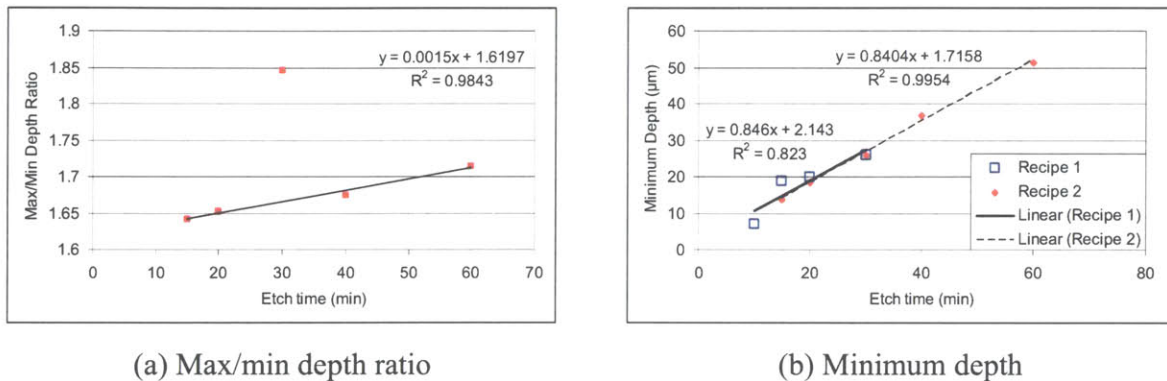 1.9
1.85
1.8
1.75
1.7
1.65
1.6
Max/Min Depth Ratio
y = 0.0015x + 1.6197
R² = 0.9843
0 10 20 30 40 50 60 70
Etch time (min)
(a) Max/min depth ratio
60
50
40
30
20
10
0
Minimum Depth (µm)
y = 0.8404x + 1.7158
R² = 0.9954
y = 0.846x + 2.143
R² = 0.823
Recipe 1
Recipe 2
Linear (Recipe 1)
Linear (Recipe 2)
0 20 40 60 80
Etch time (min)
(b) Minimum depth